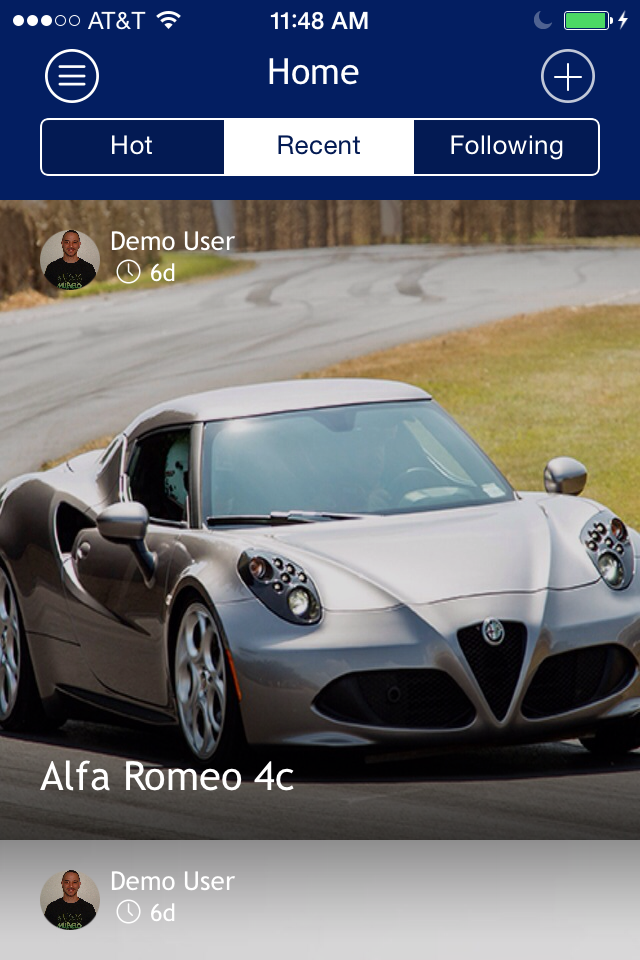 AT&T 11:48 AM
Home
Hot Recent Following
Demo User
6d
Alfa Romeo 4c
Demo User
6d